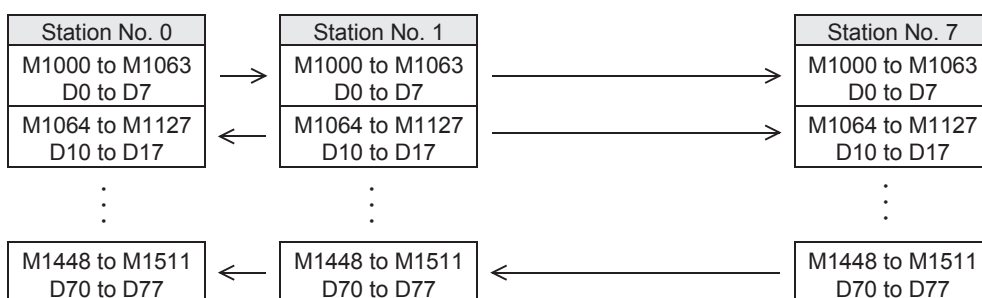 Station No. 0 Station No. 1 Station No. 7
M1000 to M1063 M1000 to M1063 M1000 to M1063
D0 to D7 D0 to D7 D0 to D7
M1064 to M1127 M1064 to M1127 M1064 to M1127
D10 to D17 D10 to D17 D10 to D17
M1448 to M1511 M1448 to M1511 M1448 to M1511
D70 to D77 D70 to D77 D70 to D77